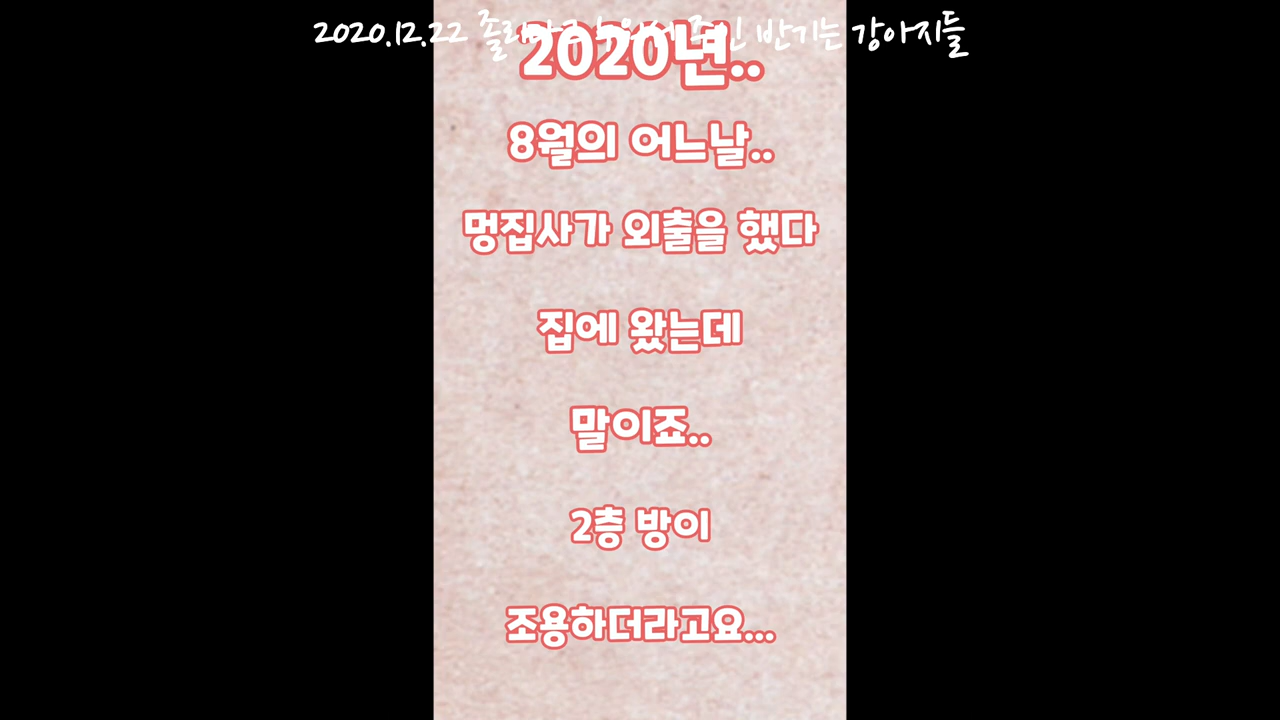 2020.12.22 반기는 강아지들
2020년..
8월의 어느날..
멍집사가 외출을 했다
집에 왔는데
말이죠..
2층 방이
조용하더라고요...